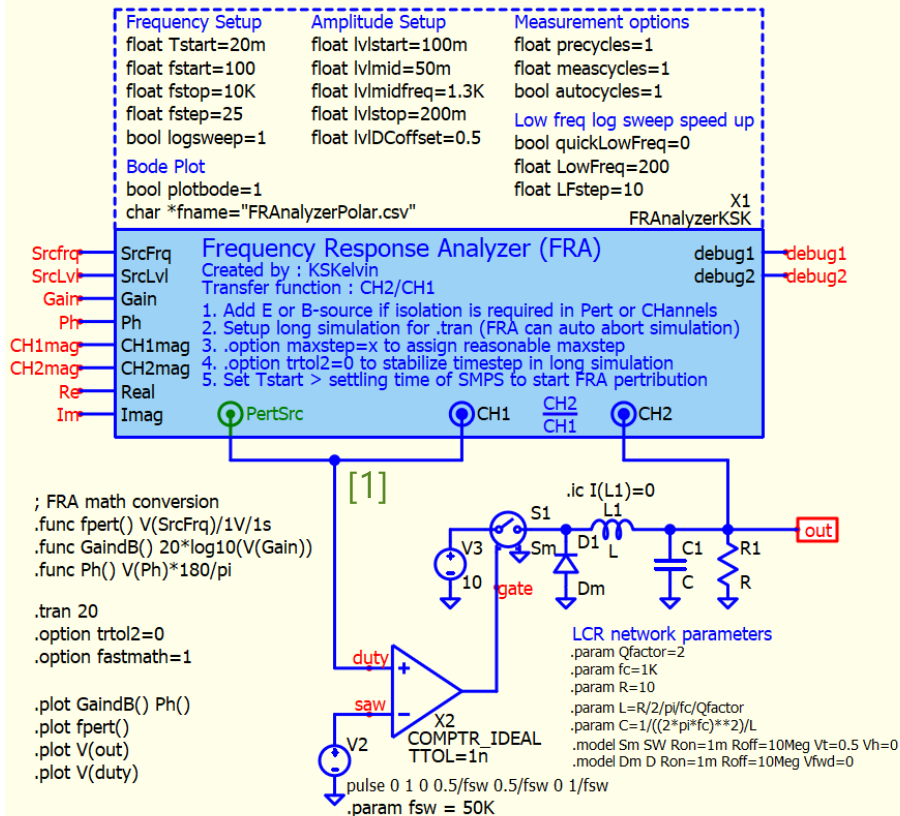 Frequency Setup
float Tstart=20m
float fstart=100
float fstop=10K
float fstep=25
bool logsweep=1
Bode Plot
bool plotbode=1
char *fname="FRAnalyzerPolar.csv"
Amplitude Setup
float lvlstart=100m
float lvlmid=50m
float lvlmidfreq=1.3K
float lvlstop=200m
float lvlDCoffset=0.5
Measurement options
float precycles=1
float meascycles=1
bool autocycles=1
Low freq log sweep speed up
bool quickLowFreq=0
float LowFreq=200
float LFstep=10
X1
FRAnalyzerKSK
Srcfrq
SrcLvl
Gain
Ph
CH1mag
CH2mag
Re
Im
SrcFrq
SrcLvl
Gain
Ph
CH1mag
CH2mag
Real
Imag
Frequency Response Analyzer (FRA)
Created by : KSKelvin
Transfer function : CH2/CH1
1. Add E or B-source if isolation is required in Pert or CHannels
2. Setup long simulation for .tran (FRA can auto abort simulation)
3. .option maxstep=x to assign reasonable maxstep
4. .option trtol2=0 to stabilize timestep in long simulation
5. Set Tstart > settling time of SMPS to start FRA pertribution
debug1
debug2
debug1
debug2
PertSrc
CH1
CH2
CH1
CH2
[1]
; FRA math conversion
.func fpert() V(SrcFrq)/1V/1s
.func GaindB() 20*log10(V(Gain))
.func Ph() V(Ph)*180/pi
.tran 20
.option trtol2=0
.option fastmath=1
.plot GaindB() Ph()
.plot fpert()
.plot V(out)
.plot V(duty)
.ic I(L1)=0
V3
10
S1
Sm
gate
D1
Dm
L1
L
C1
C
R1
R
out
duty
saw
X2
COMPTR_IDEAL
TTOL=1n
V2
pulse 0 1 0 0.5/fsw 0.5/fsw 0 1/fsw
.param fsw = 50K
LCR network parameters
.param Qfactor=2
.param fc=1K
.param R=10
.param L=R/2/pi/fc/Qfactor
.param C=1/((2*pi*fc)**2)/L
.model Sm SW Ron=1m Roff=10Meg Vt=0.5 Vh=0
.model Dm D Ron=1m Roff=10Meg Vfwd=0